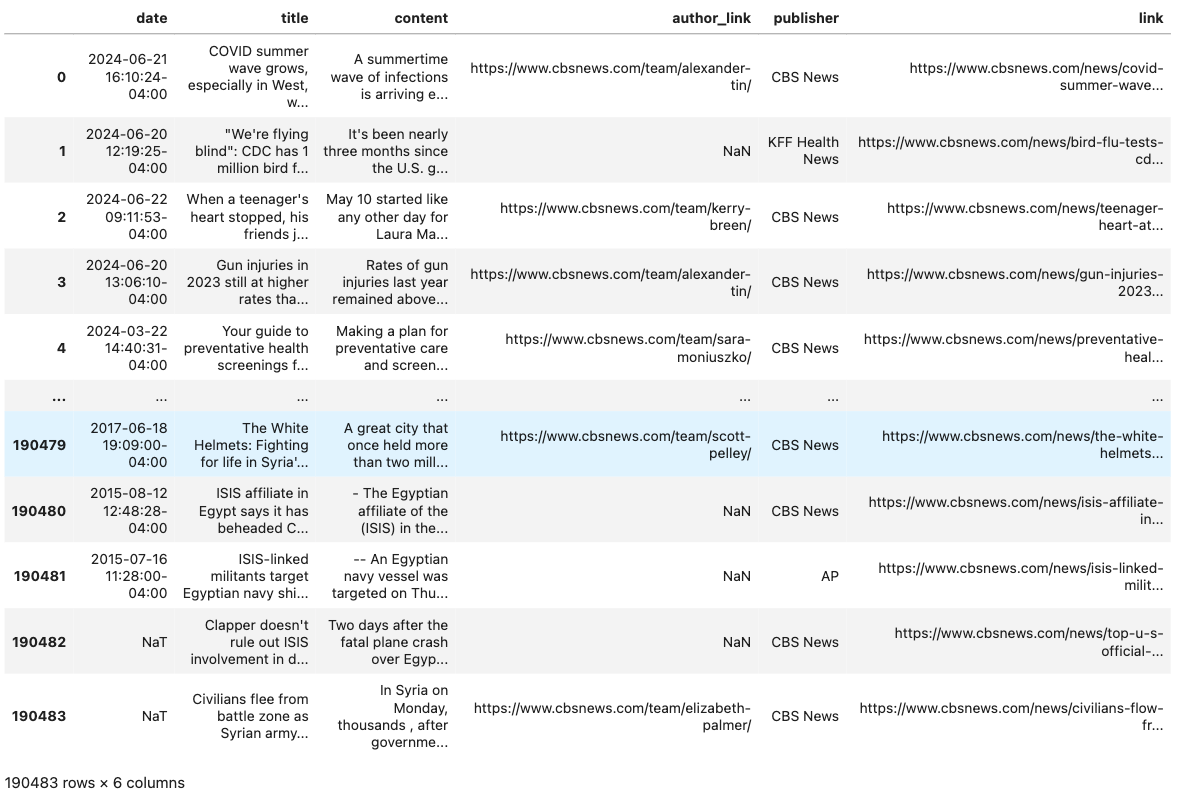 date title content author_link publisher link
0 2024-06-21 16:10:24-04:00 COVID summer wave grows, especially in West, w... A summertime wave of infections is arriving e... https://www.cbsnews.com/team/alexander-tin/ CBS News https://www.cbsnews.com/news/covid-summer-wave...
1 2024-06-20 12:19:25-04:00 "We're flying blind": CDC has 1 million bird f... It's been nearly three months since the U.S. g... NaN KFF Health News https://www.cbsnews.com/news/bird-flu-tests-cd...
2 2024-06-22 09:11:53-04:00 When a teenager's heart stopped, his friends j... May 10 started like any other day for Laura Ma... https://www.cbsnews.com/team/kerry-breen/ CBS News https://www.cbsnews.com/news/teenager-heart-at...
3 2024-06-20 13:06:10-04:00 Gun injuries in 2023 still at higher rates tha... Rates of gun injuries last year remained above... https://www.cbsnews.com/team/alexander-tin/ CBS News https://www.cbsnews.com/news/gun-injuries-2023...
4 2024-03-22 14:40:31-04:00 Your guide to preventative health screenings f... Making a plan for preventative care and screen... https://www.cbsnews.com/team/sara-moniuszko/ CBS News https://www.cbsnews.com/news/preventative-heal...
... ... ... ... ... ... ...
190479 2017-06-18 19:09:00-04:00 The White Helmets: Fighting for life in Syria'... A great city that once held more than two mill... https://www.cbsnews.com/team/scott-pelley/ CBS News https://www.cbsnews.com/news/the-white-helmets...
190480 2015-08-12 12:48:28-04:00 ISIS affiliate in Egypt says it has beheaded C... - The Egyptian affiliate of the (ISIS) in the... NaN CBS News https://www.cbsnews.com/news/isis-affiliate-in...
190481 2015-07-16 11:28:00-04:00 ISIS-linked militants target Egyptian navy shi... -- An Egyptian navy vessel was targeted on Thu... NaN AP https://www.cbsnews.com/news/isis-linked-milit...
190482 NaT Clapper doesn't rule out ISIS involvement in d... Two days after the fatal plane crash over Egyp... NaN CBS News https://www.cbsnews.com/news/top-u-s-official-...
190483 NaT Civilians flee from battle zone as Syrian army... In Syria on Monday, thousands , after governme... https://www.cbsnews.com/team/elizabeth-palmer/ CBS News https://www.cbsnews.com/news/civilians-flow-fr...
190483 rows × 6 columns